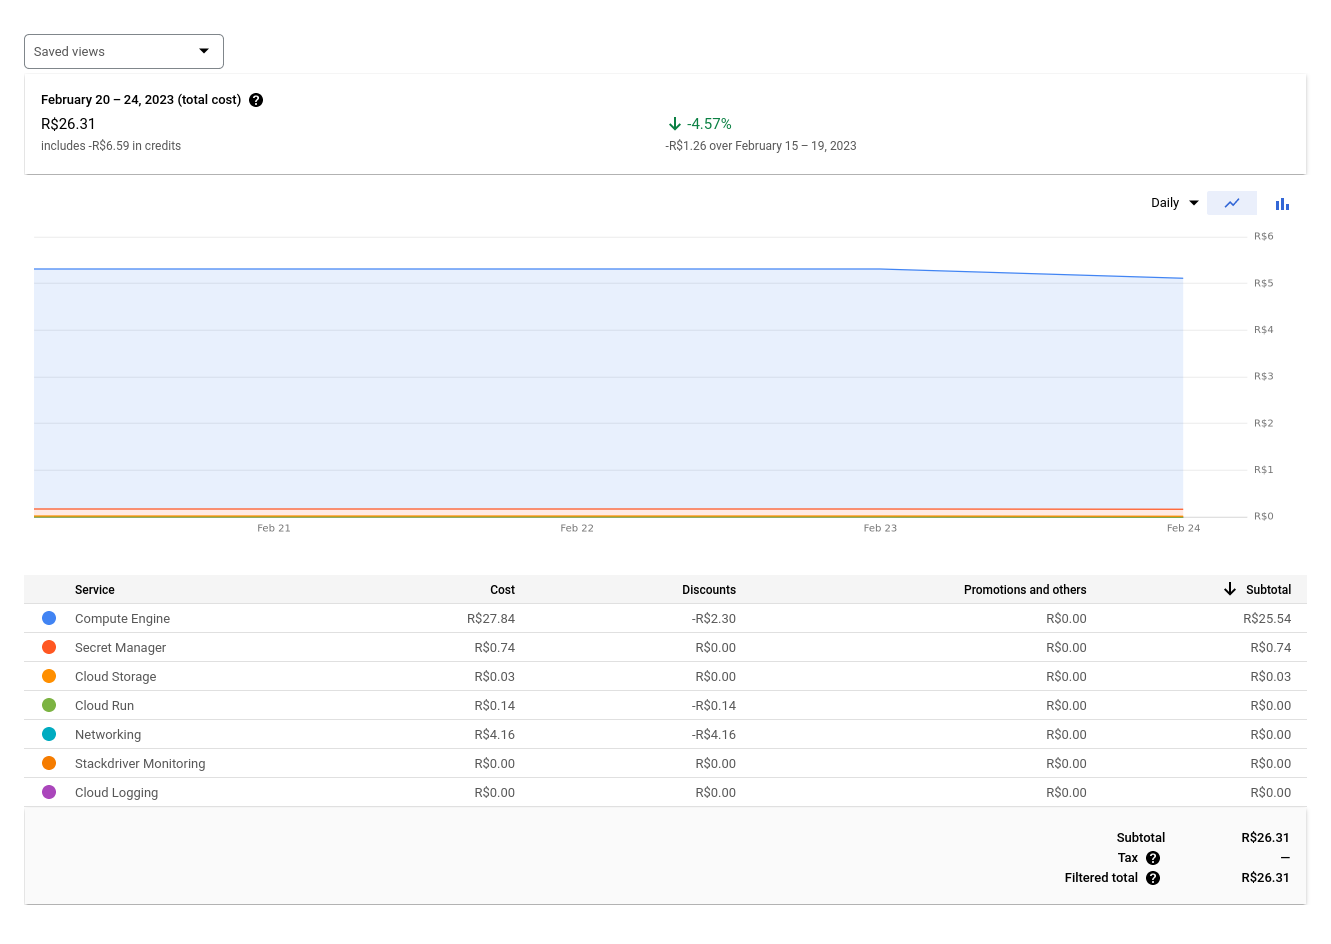 Saved views
February 20 – 24, 2023 (total cost) ?
R$26.31
includes -R$6.59 in credits
-4.57%
-R$1.26 over February 15 – 19, 2023
Daily
R$6
R$5
R$4
R$3
R$2
R$1
R$0
Feb 21 Feb 22 Feb 23 Feb 24
Service Cost Discounts Promotions and others Subtotal
Compute Engine R$27.84 -R$2.30 R$0.00 R$25.54
Secret Manager R$0.74 R$0.00 R$0.00 R$0.74
Cloud Storage R$0.03 R$0.00 R$0.00 R$0.03
Cloud Run R$0.14 -R$0.14 R$0.00 R$0.00
Networking R$4.16 -R$4.16 R$0.00 R$0.00
Stackdriver Monitoring R$0.00 R$0.00 R$0.00 R$0.00
Cloud Logging R$0.00 R$0.00 R$0.00 R$0.00
Subtotal R$26.31
Tax ? —
Filtered total ? R$26.31